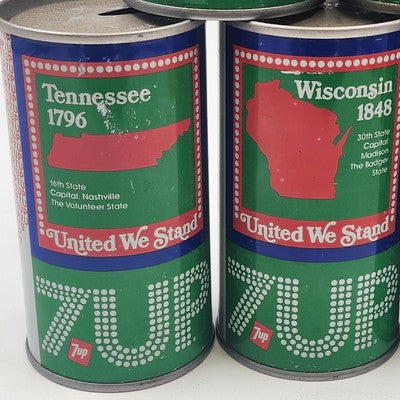 Tennessee
1796
16th State
Capital: Nashville
The Volunteer State
United We Stand
7UP
7up
Wisconsin
1848
30th State
Capital:
Madison
The Badger
State
United We Stand
7UP
7up